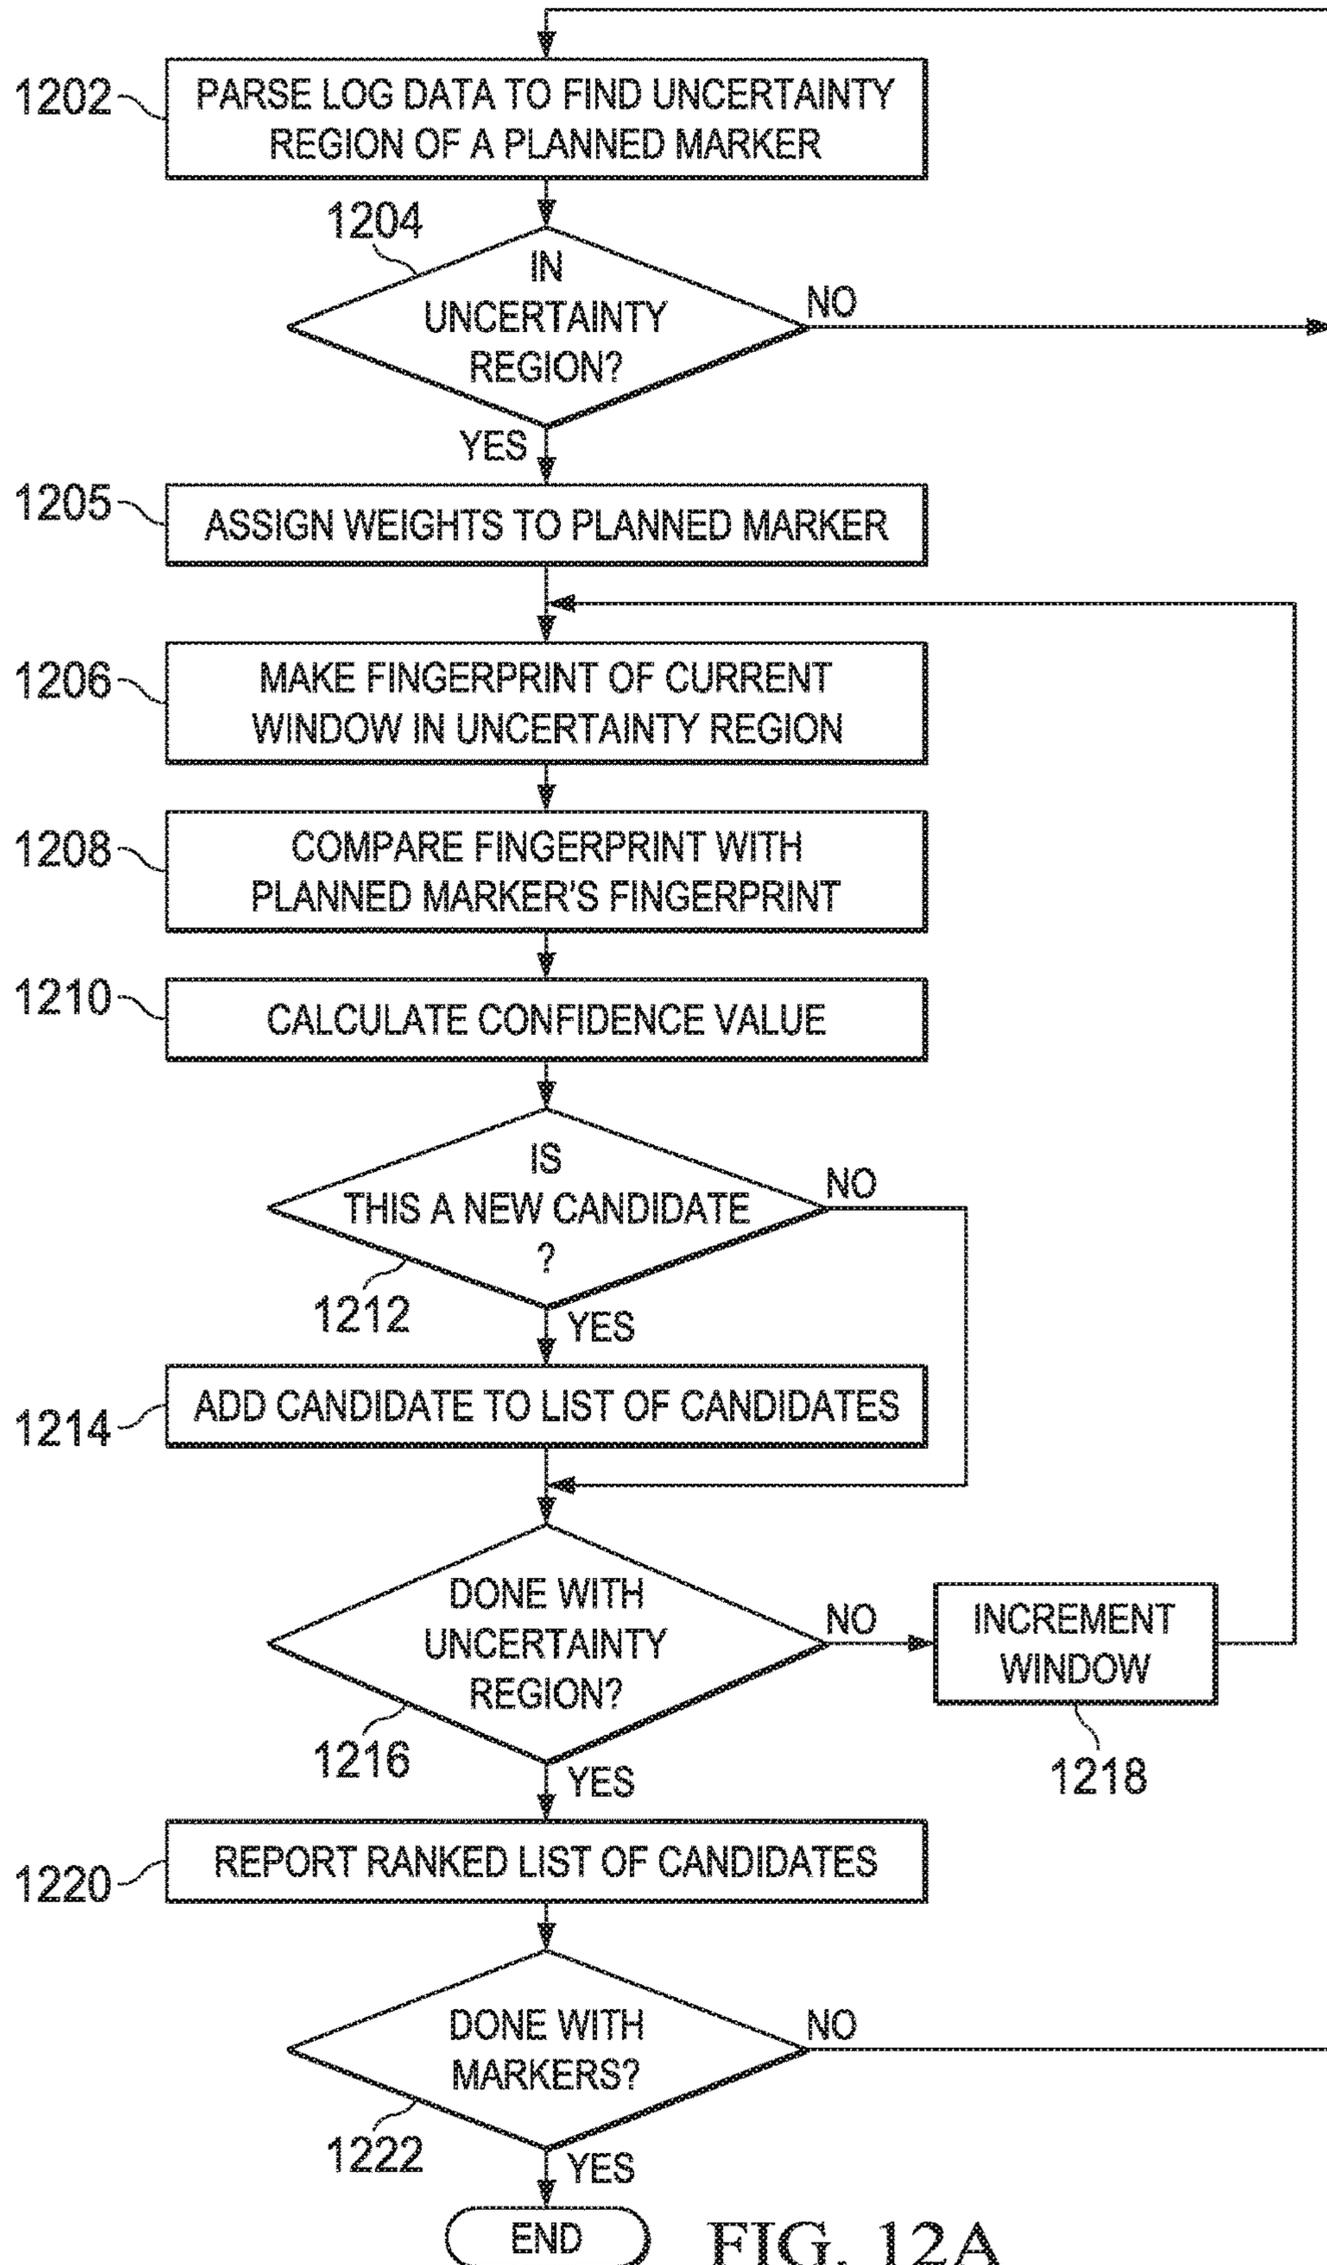 1202
PARSE LOG DATA TO FIND UNCERTAINTY
REGION OF A PLANNED MARKER
1204
IN
UNCERTAINTY
REGION?
NO
YES
1205
ASSIGN WEIGHTS TO PLANNED MARKER
1206
MAKE FINGERPRINT OF CURRENT
WINDOW IN UNCERTAINTY REGION
1208
COMPARE FINGERPRINT WITH
PLANNED MARKER'S FINGERPRINT
1210
CALCULATE CONFIDENCE VALUE
IS
THIS A NEW CANDIDATE
?
NO
1212
YES
1214
ADD CANDIDATE TO LIST OF CANDIDATES
DONE WITH
UNCERTAINTY
REGION?
NO
INCREMENT
WINDOW
1216
1218
YES
1220
REPORT RANKED LIST OF CANDIDATES
DONE WITH
MARKERS?
NO
1222
YES
END
FIG. 12A